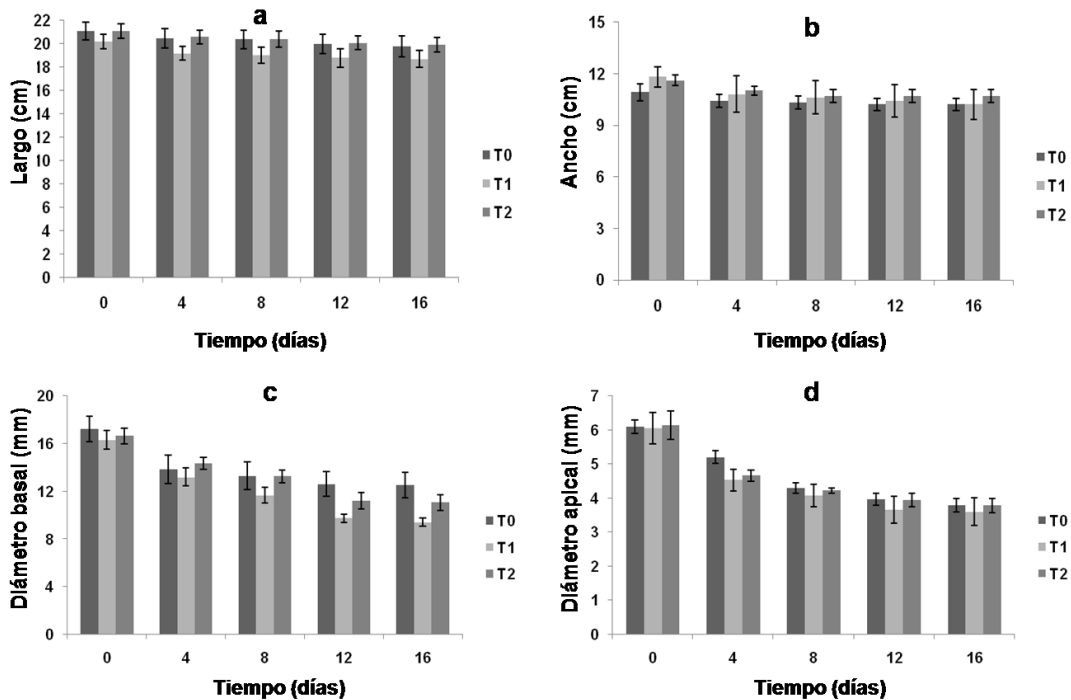 a
Largo (cm)
22
20
18
16
14
12
10
8
6
4
2
0
0 4 8 12 16
Tiempo (días)
T0
T1
T2
b
Ancho (cm)
15
12
9
6
3
0
0 4 8 12 16
Tiempo (días)
T0
T1
T2
c
Diámetro basal (mm)
20
16
12
8
4
0
0 4 8 12 16
Tiempo (días)
T0
T1
T2
d
Diámetro apical (mm)
7
6
5
4
3
2
1
0
0 4 8 12 16
Tiempo (días)
T0
T1
T2